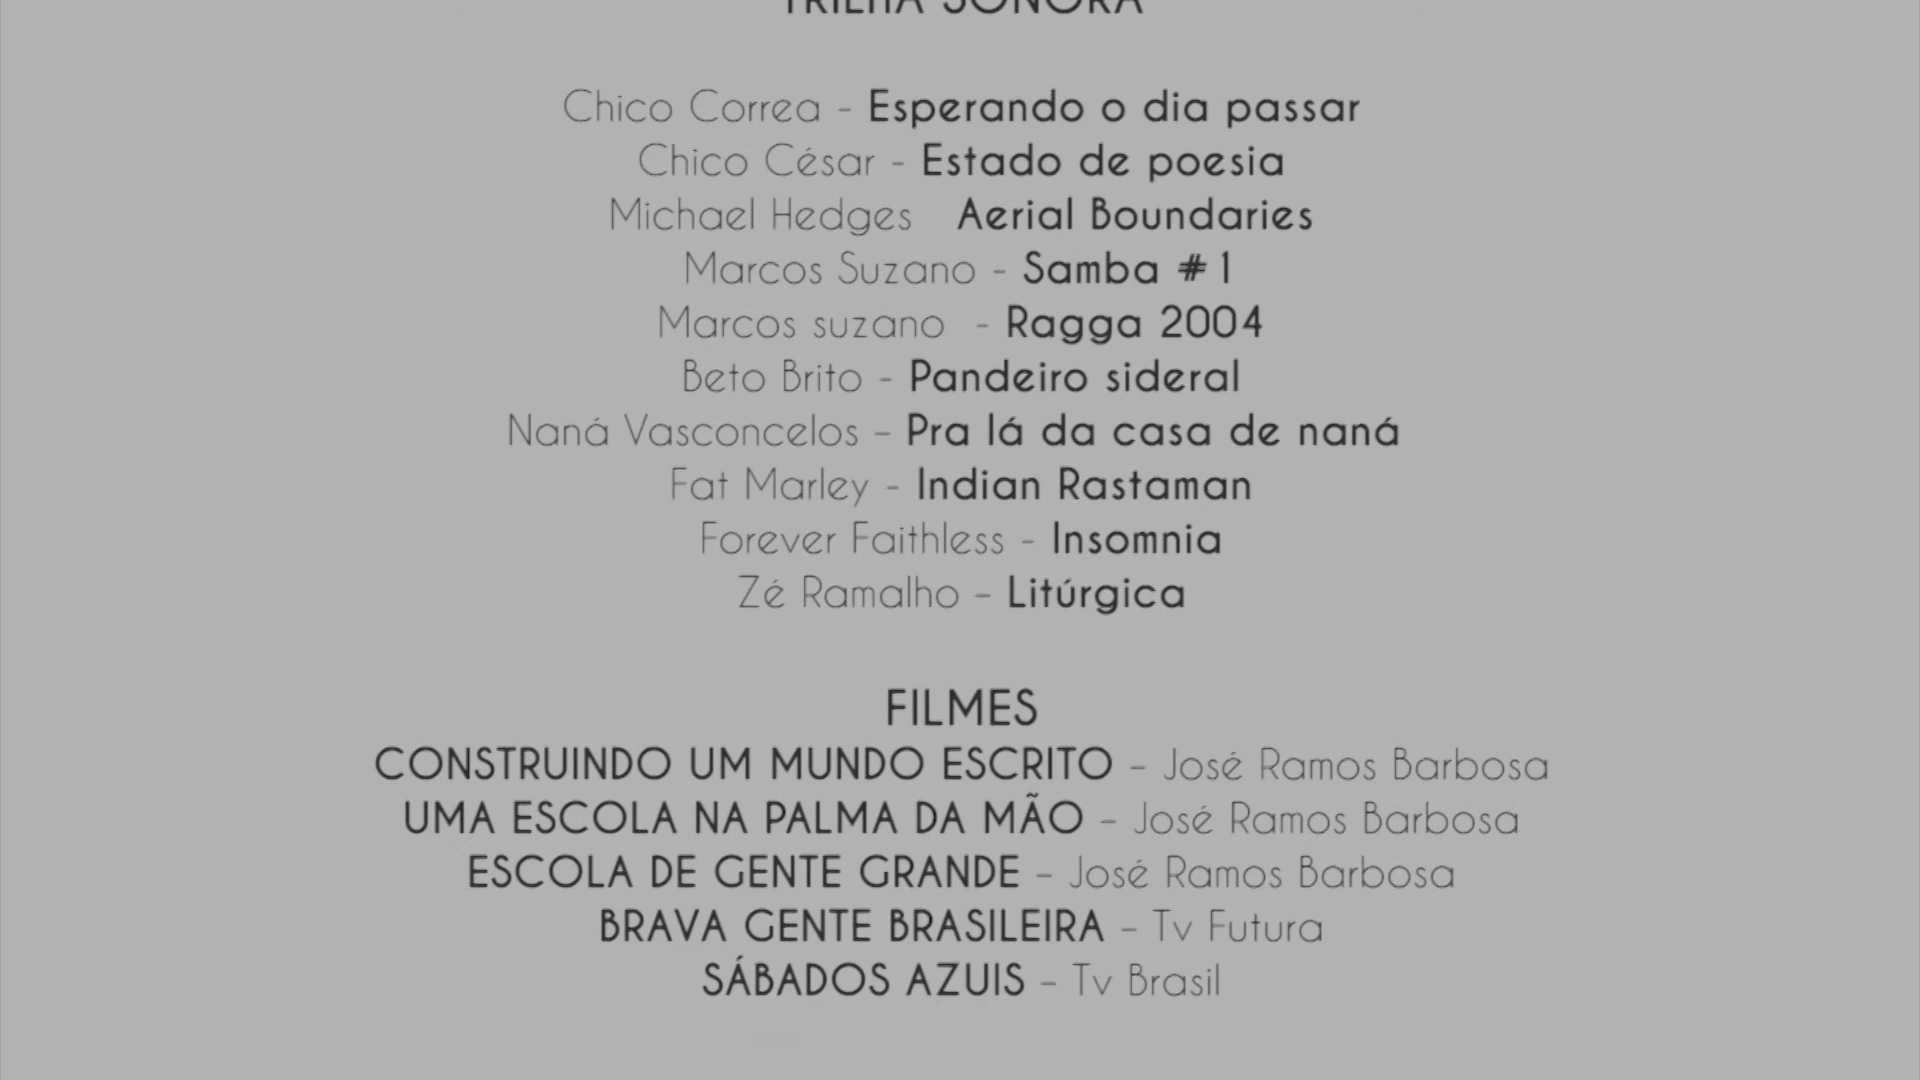 TRILHA SONORA
Chico Correa - Esperando o dia passar
Chico César - Estado de poesia
Michael Hedges Aerial Boundaries
Marcos Suzano - Samba #1
Marcos suzano - Ragga 2004
Beto Brito - Pandeiro sideral
Naná Vasconcelos – Pra lá da casa de naná
Fat Marley - Indian Rastaman
Forever Faithless - Insomnia
Zé Ramalho – Litúrgica
FILMES
CONSTRUINDO UM MUNDO ESCRITO – José Ramos Barbosa
UMA ESCOLA NA PALMA DA MÃO – José Ramos Barbosa
ESCOLA DE GENTE GRANDE – José Ramos Barbosa
BRAVA GENTE BRASILEIRA – Tv Futura
SÁBADOS AZUIS – Tv Brasil